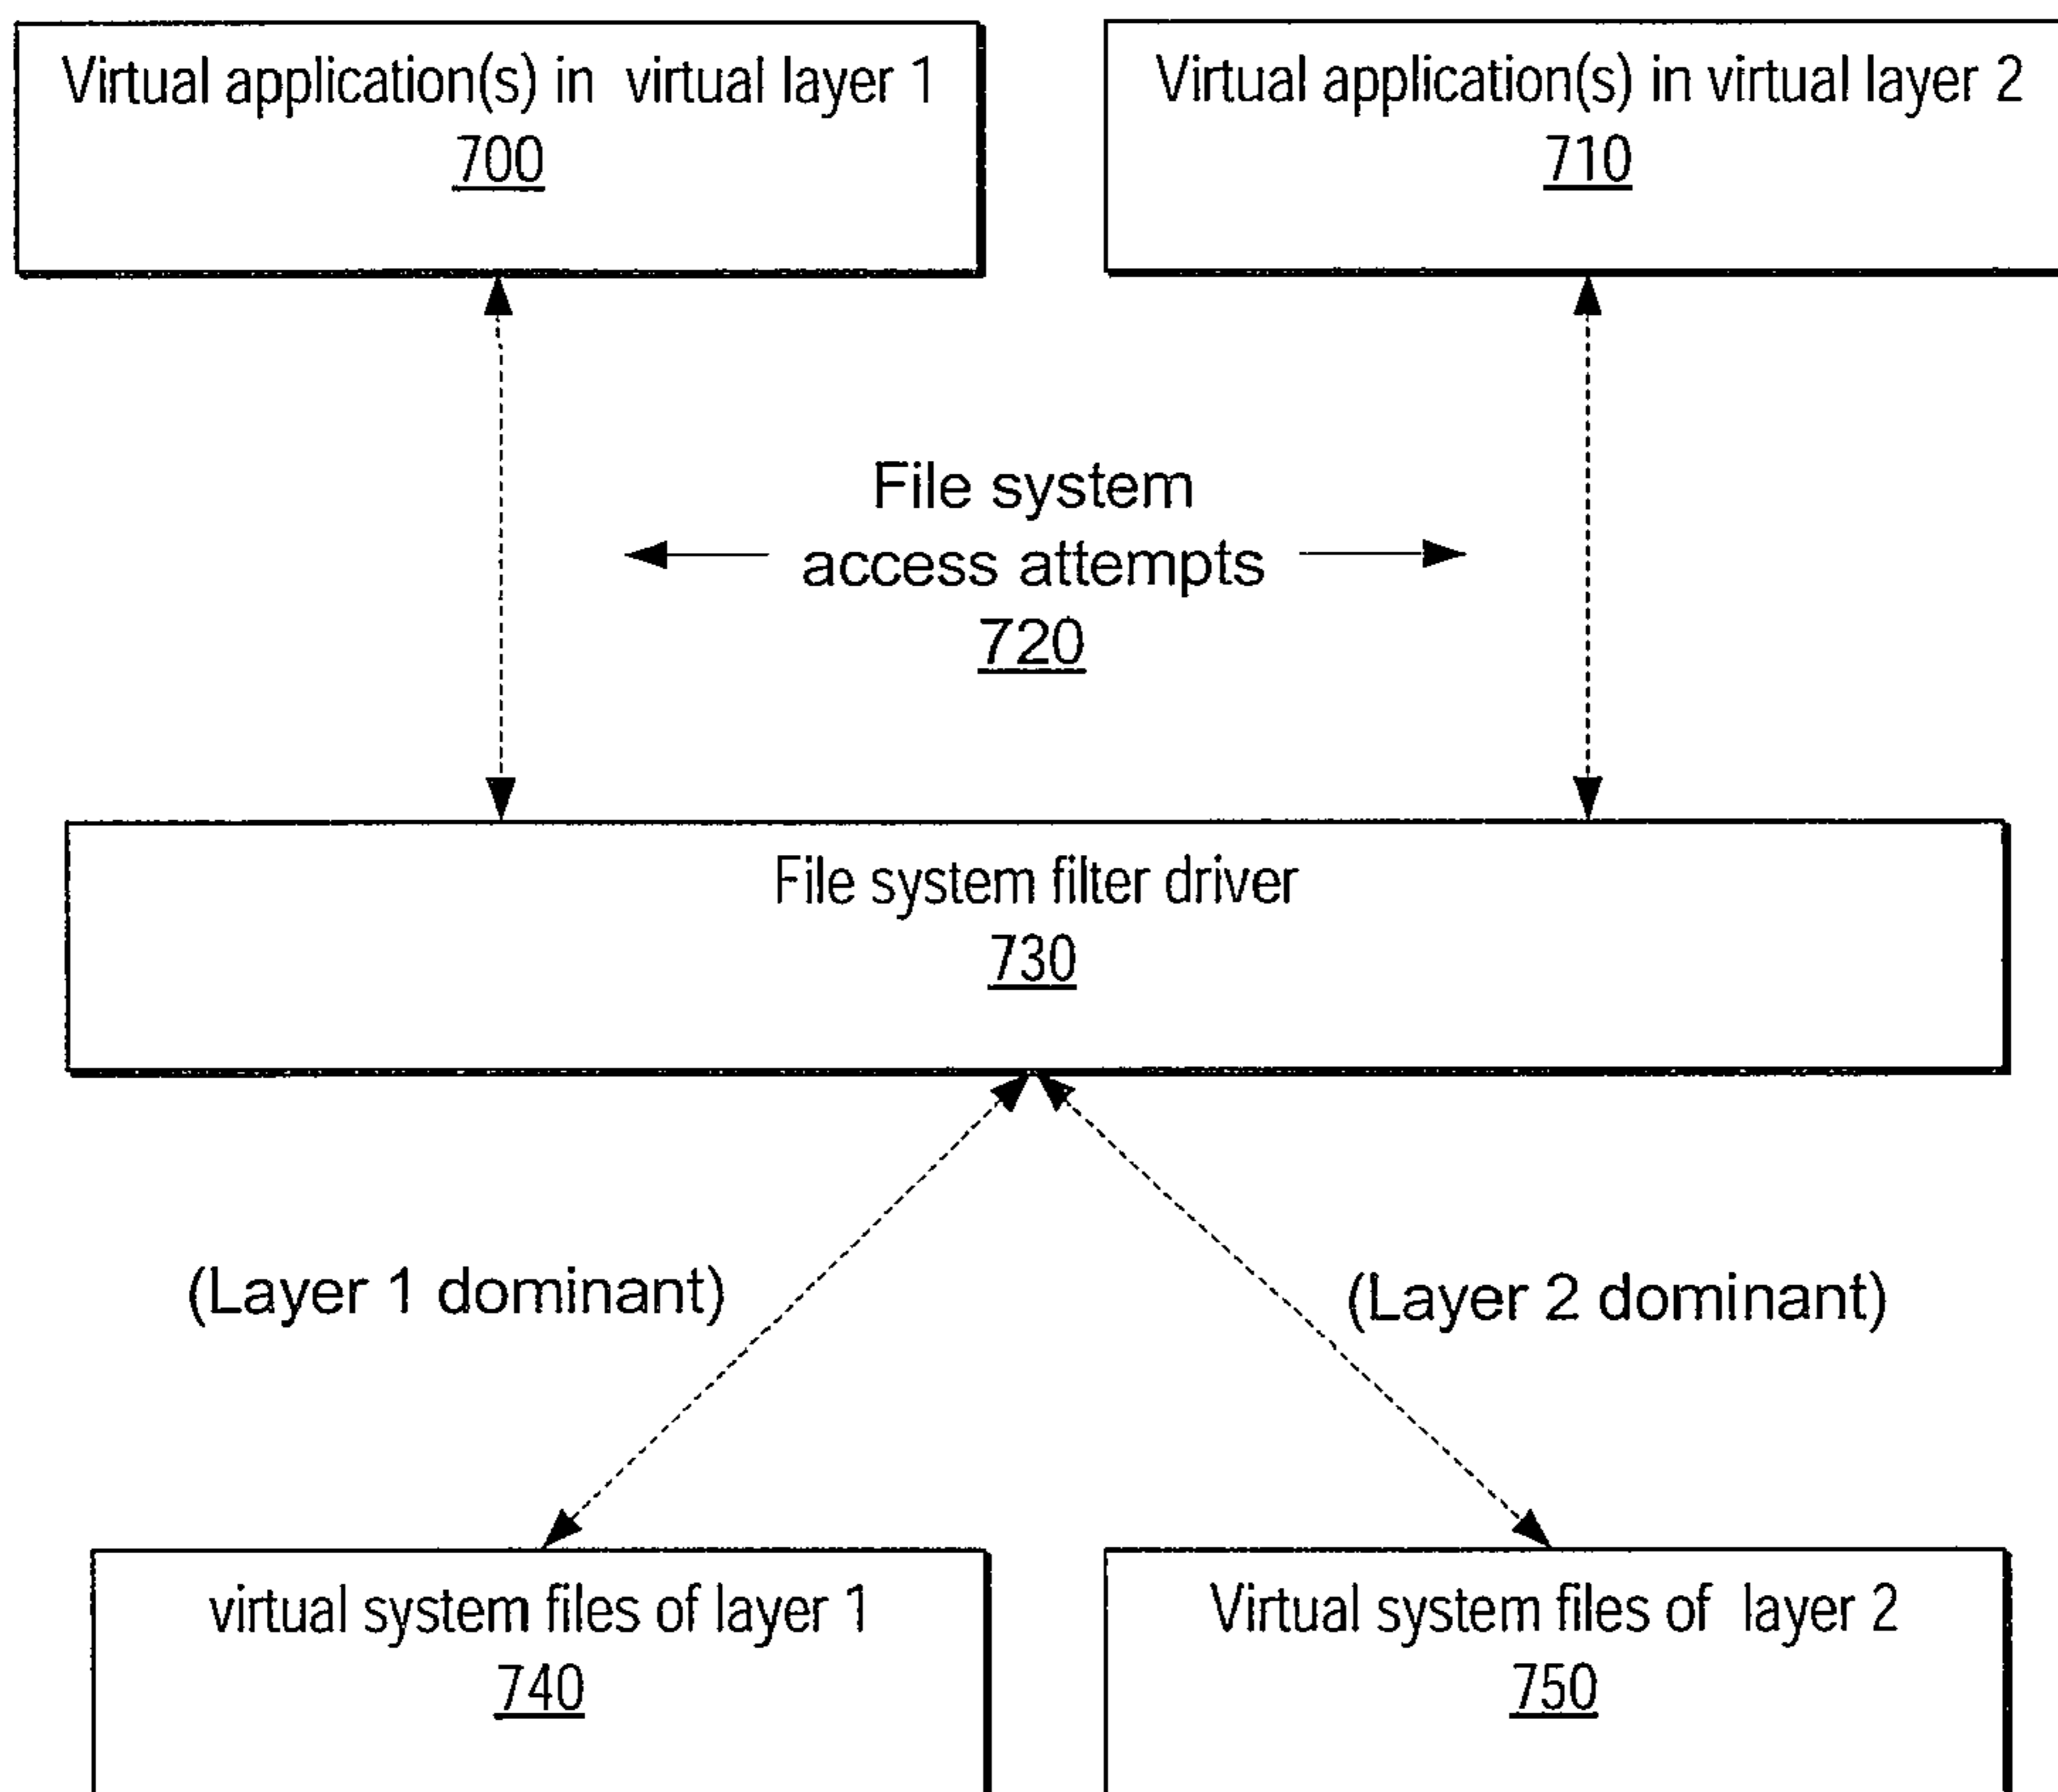 Virtual application(s) in virtual layer 1
700
Virtual application(s) in virtual layer 2
710
File system
access attempts
720
File system filter driver
730
(Layer 1 dominant)
(Layer 2 dominant)
virtual system files of layer 1
740
Virtual system files of layer 2
750